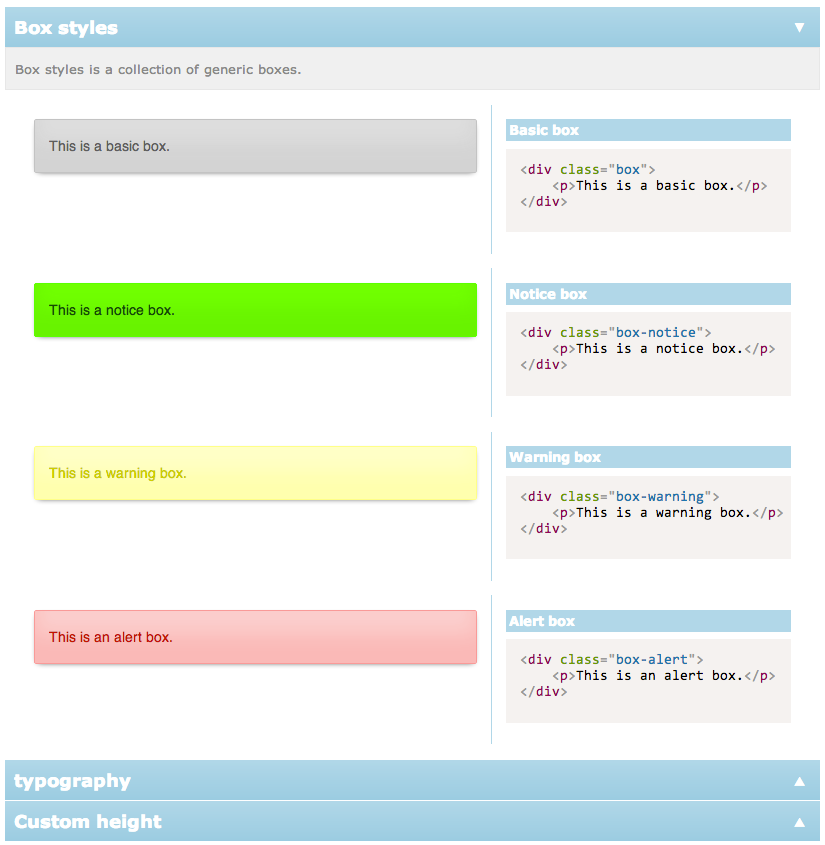 Box styles ▼
Box styles is a collection of generic boxes.
This is a basic box.
Basic box
<div class="box">
    <p>This is a basic box.</p>
</div>
This is a notice box.
Notice box
<div class="box-notice">
    <p>This is a notice box.</p>
</div>
This is a warning box.
Warning box
<div class="box-warning">
    <p>This is a warning box.</p>
</div>
This is an alert box.
Alert box
<div class="box-alert">
    <p>This is an alert box.</p>
</div>
typography ▲
Custom height ▲